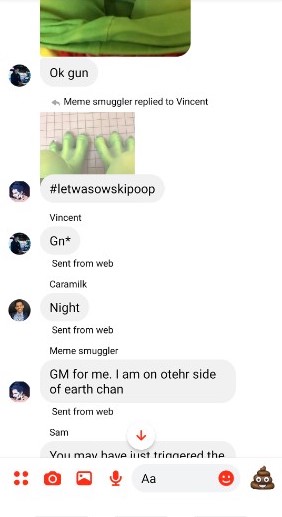 Ok gun
Meme smuggler replied to Vincent
#letwasowskipoop
Vincent
Gn*
Sent from web
Caramilk
Night
Sent from web
Meme smuggler
GM for me. I am on otehr side
of earth chan
Sent from web
Sam
You may have just triggered the
Aa